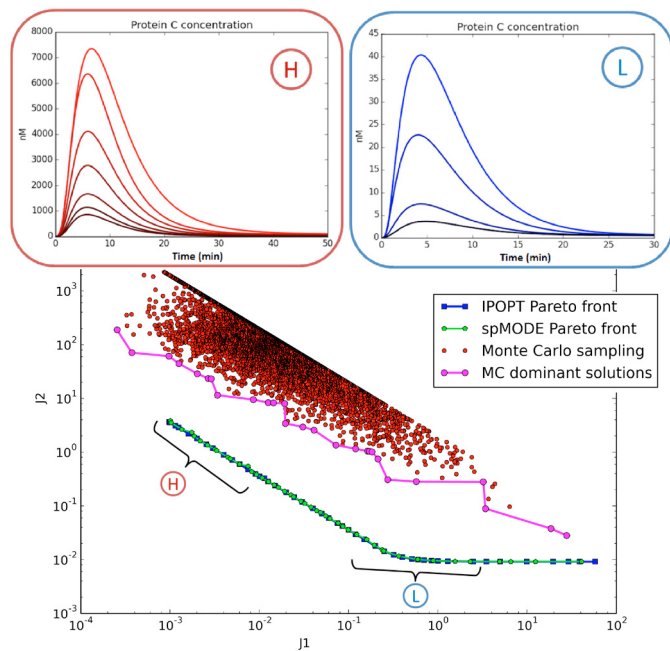 Protein C concentration
H
nM
8000
7000
6000
5000
4000
3000
2000
1000
0
0 10 20 30 40 50
Time (min)
Protein C concentration
L
nM
45
40
35
30
25
20
15
10
5
0
0 5 10 15 20 25 30
Time (min)
IPOPT Pareto front
spMODE Pareto front
Monte Carlo sampling
MC dominant solutions
J2
10³
10²
10¹
10⁰
10⁻¹
10⁻²
10⁻³
H
L
10⁻⁴ 10⁻³ 10⁻² 10⁻¹ 10⁰ 10¹ 10²
J1